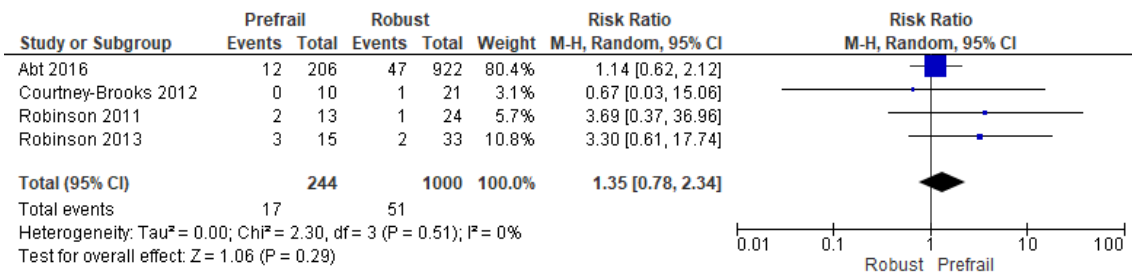 Prefrail Robust Risk Ratio Risk Ratio
Study or Subgroup Events Total Events Total Weight M-H, Random, 95% CI M-H, Random, 95% CI
Abt 2016 12 206 47 922 80.4% 1.14 [0.62, 2.12]
Courtney-Brooks 2012 0 10 1 21 3.1% 0.67 [0.03, 15.06]
Robinson 2011 2 13 1 24 5.7% 3.69 [0.37, 36.96]
Robinson 2013 3 15 2 33 10.8% 3.30 [0.61, 17.74]
Total (95% CI) 244 1000 100.0% 1.35 [0.78, 2.34]
Total events 17 51
Heterogeneity: Tau² = 0.00; Chi² = 2.30, df = 3 (P = 0.51); I² = 0%
Test for overall effect: Z = 1.06 (P = 0.29)
0.01 0.1 1 10 100
Robust Prefrail